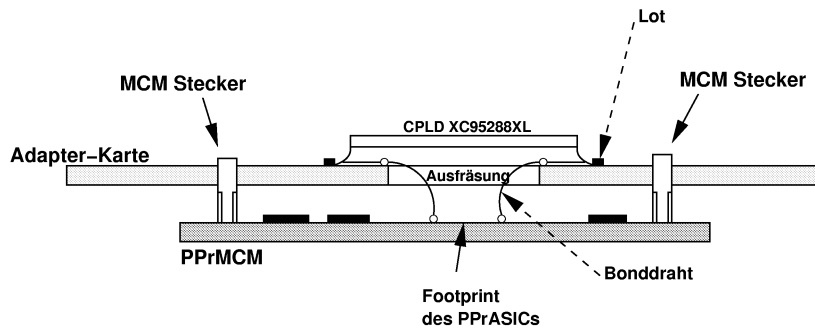 Lot
MCM Stecker
MCM Stecker
CPLD XC95288XL
Adapter–Karte
Ausfräsung
PPrMCM
Bonddraht
Footprint
des PPrASICs